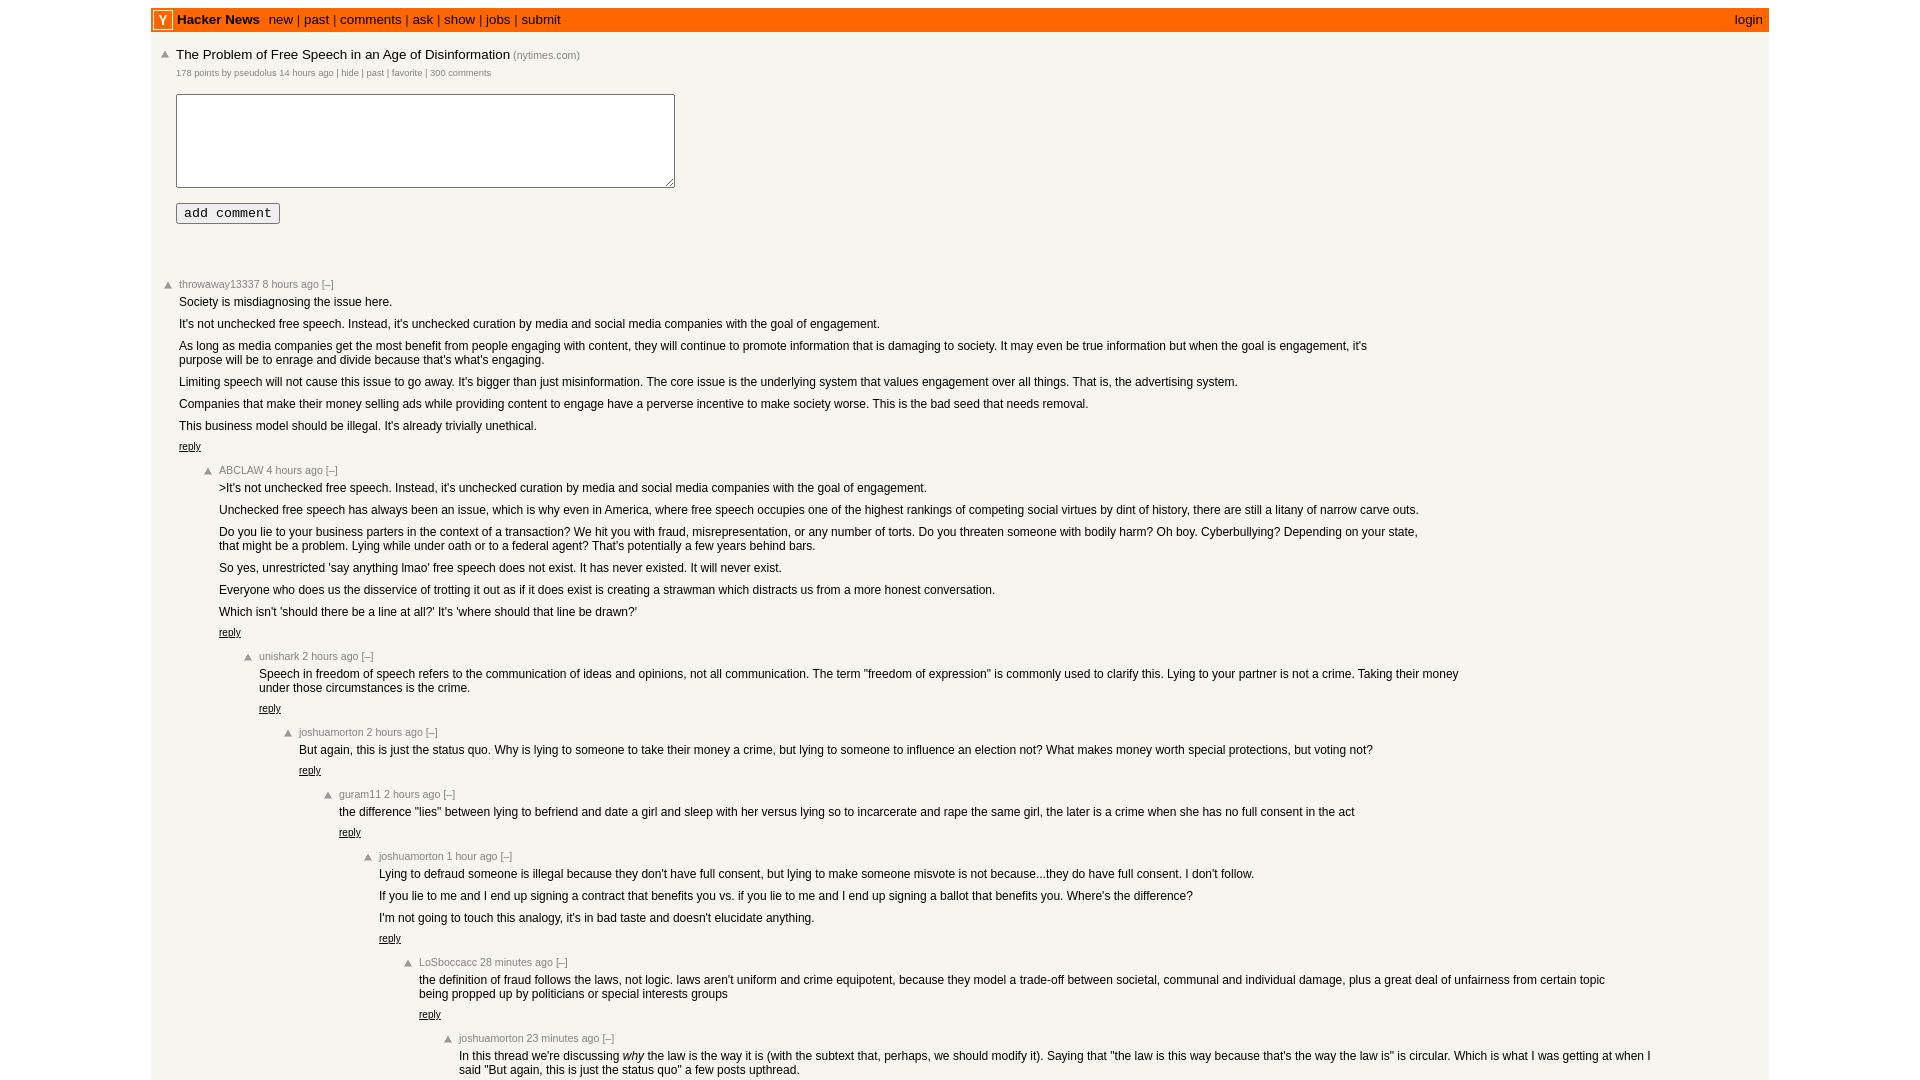 Y Hacker News new | past | comments | ask | show | jobs | submit login
The Problem of Free Speech in an Age of Disinformation (nytimes.com)
178 points by pseudolus 14 hours ago | hide | past | favorite | 300 comments
add comment
throwaway13337 8 hours ago [–]
Society is misdiagnosing the issue here.
It's not unchecked free speech. Instead, it's unchecked curation by media and social media companies with the goal of engagement.
As long as media companies get the most benefit from people engaging with content, they will continue to promote information that is damaging to society. It may even be true information but when the goal is engagement, it's
purpose will be to enrage and divide because that's what's engaging.
Limiting speech will not cause this issue to go away. It's bigger than just misinformation. The core issue is the underlying system that values engagement over all things. That is, the advertising system.
Companies that make their money selling ads while providing content to engage have a perverse incentive to make society worse. This is the bad seed that needs removal.
This business model should be illegal. It's already trivially unethical.
reply
ABCLAW 4 hours ago [–]
>It's not unchecked free speech. Instead, it's unchecked curation by media and social media companies with the goal of engagement.
Unchecked free speech has always been an issue, which is why even in America, where free speech occupies one of the highest rankings of competing social virtues by dint of history, there are still a litany of narrow carve outs.
Do you lie to your business parters in the context of a transaction? We hit you with fraud, misrepresentation, or any number of torts. Do you threaten someone with bodily harm? Oh boy. Cyberbullying? Depending on your state,
that might be a problem. Lying while under oath or to a federal agent? That's potentially a few years behind bars.
So yes, unrestricted 'say anything lmao' free speech does not exist. It has never existed. It will never exist.
Everyone who does us the disservice of trotting it out as if it does exist is creating a strawman which distracts us from a more honest conversation.
Which isn't 'should there be a line at all?' It's 'where should that line be drawn?'
reply
unishark 2 hours ago [–]
Speech in freedom of speech refers to the communication of ideas and opinions, not all communication. The term "freedom of expression" is commonly used to clarify this. Lying to your partner is not a crime. Taking their money
under those circumstances is the crime.
reply
joshuamorton 2 hours ago [–]
But again, this is just the status quo. Why is lying to someone to take their money a crime, but lying to someone to influence an election not? What makes money worth special protections, but voting not?
reply
guram11 2 hours ago [–]
the difference "lies" between lying to befriend and date a girl and sleep with her versus lying so to incarcerate and rape the same girl, the later is a crime when she has no full consent in the act
reply
joshuamorton 1 hour ago [–]
Lying to defraud someone is illegal because they don't have full consent, but lying to make someone misvote is not because...they do have full consent. I don't follow.
If you lie to me and I end up signing a contract that benefits you vs. if you lie to me and I end up signing a ballot that benefits you. Where's the difference?
I'm not going to touch this analogy, it's in bad taste and doesn't elucidate anything.
reply
LoSboccacc 28 minutes ago [–]
the definition of fraud follows the laws, not logic. laws aren't uniform and crime equipotent, because they model a trade-off between societal, communal and individual damage, plus a great deal of unfairness from certain topic
being propped up by politicians or special interests groups
reply
joshuamorton 23 minutes ago [–]
In this thread we're discussing why the law is the way it is (with the subtext that, perhaps, we should modify it). Saying that "the law is this way because that's the way the law is" is circular. Which is what I was getting at when I
said "But again, this is just the status quo" a few posts upthread.